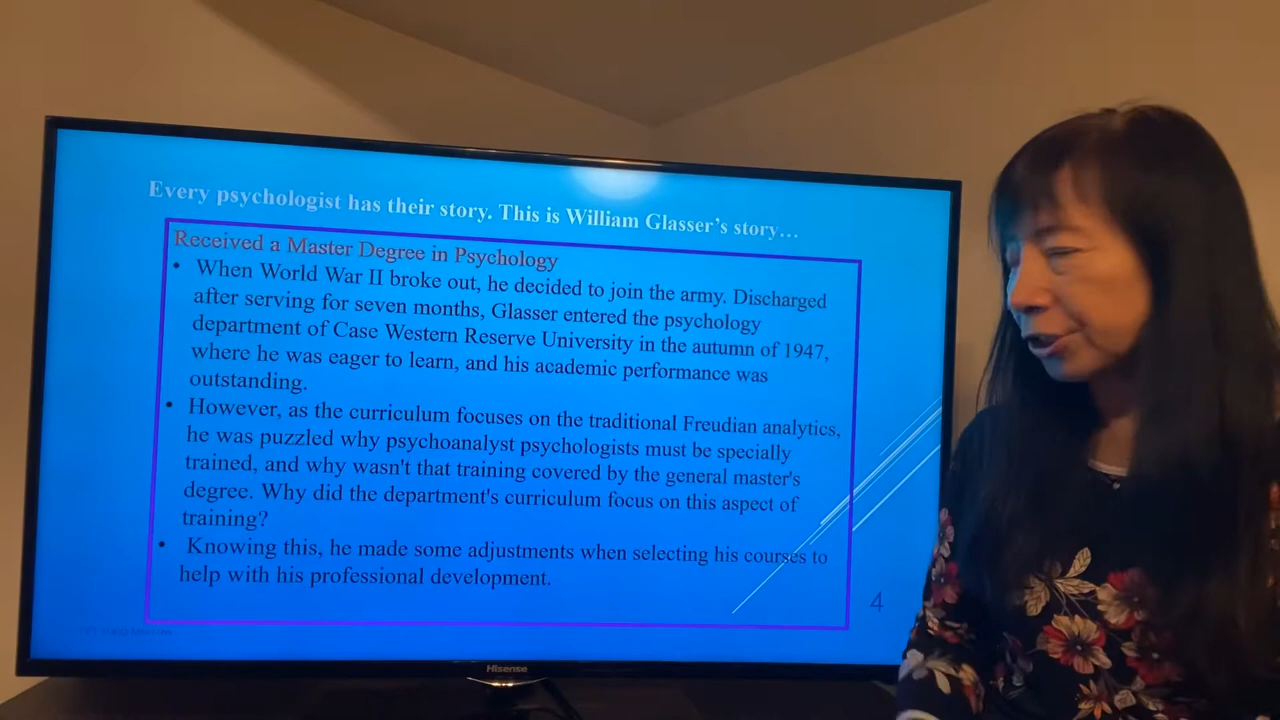 Every psychologist has their story. This is William Glasser's story…
Received a Master Degree in Psychology
• When World War II broke out, he decided to join the army. Discharged
after serving for seven months, Glasser entered the psychology
department of Case Western Reserve University in the autumn of 1947,
where he was eager to learn, and his academic performance was
outstanding.
• However, as the curriculum focuses on the traditional Freudian analytics,
he was puzzled why psychoanalyst psychologists must be specially
trained, and why wasn't that training covered by the general master's
degree. Why did the department's curriculum focus on this aspect of
training?
• Knowing this, he made some adjustments when selecting his courses to
help with his professional development.
4
Hisense